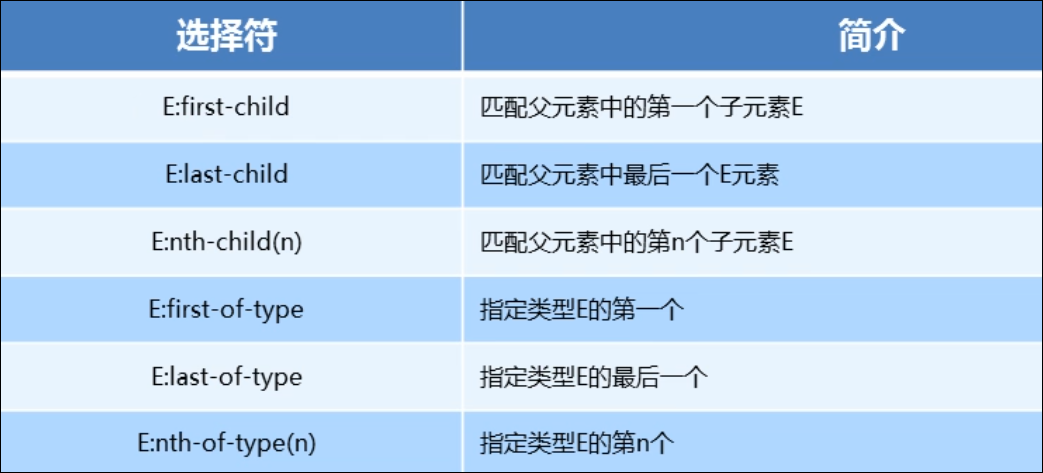 选择符 简介
E:first-child 匹配父元素中的第一个子元素E
E:last-child 匹配父元素中最后一个E元素
E:nth-child(n) 匹配父元素中的第n个子元素E
E:first-of-type 指定类型E的第一个
E:last-of-type 指定类型E的最后一个
E:nth-of-type(n) 指定类型E的第n个